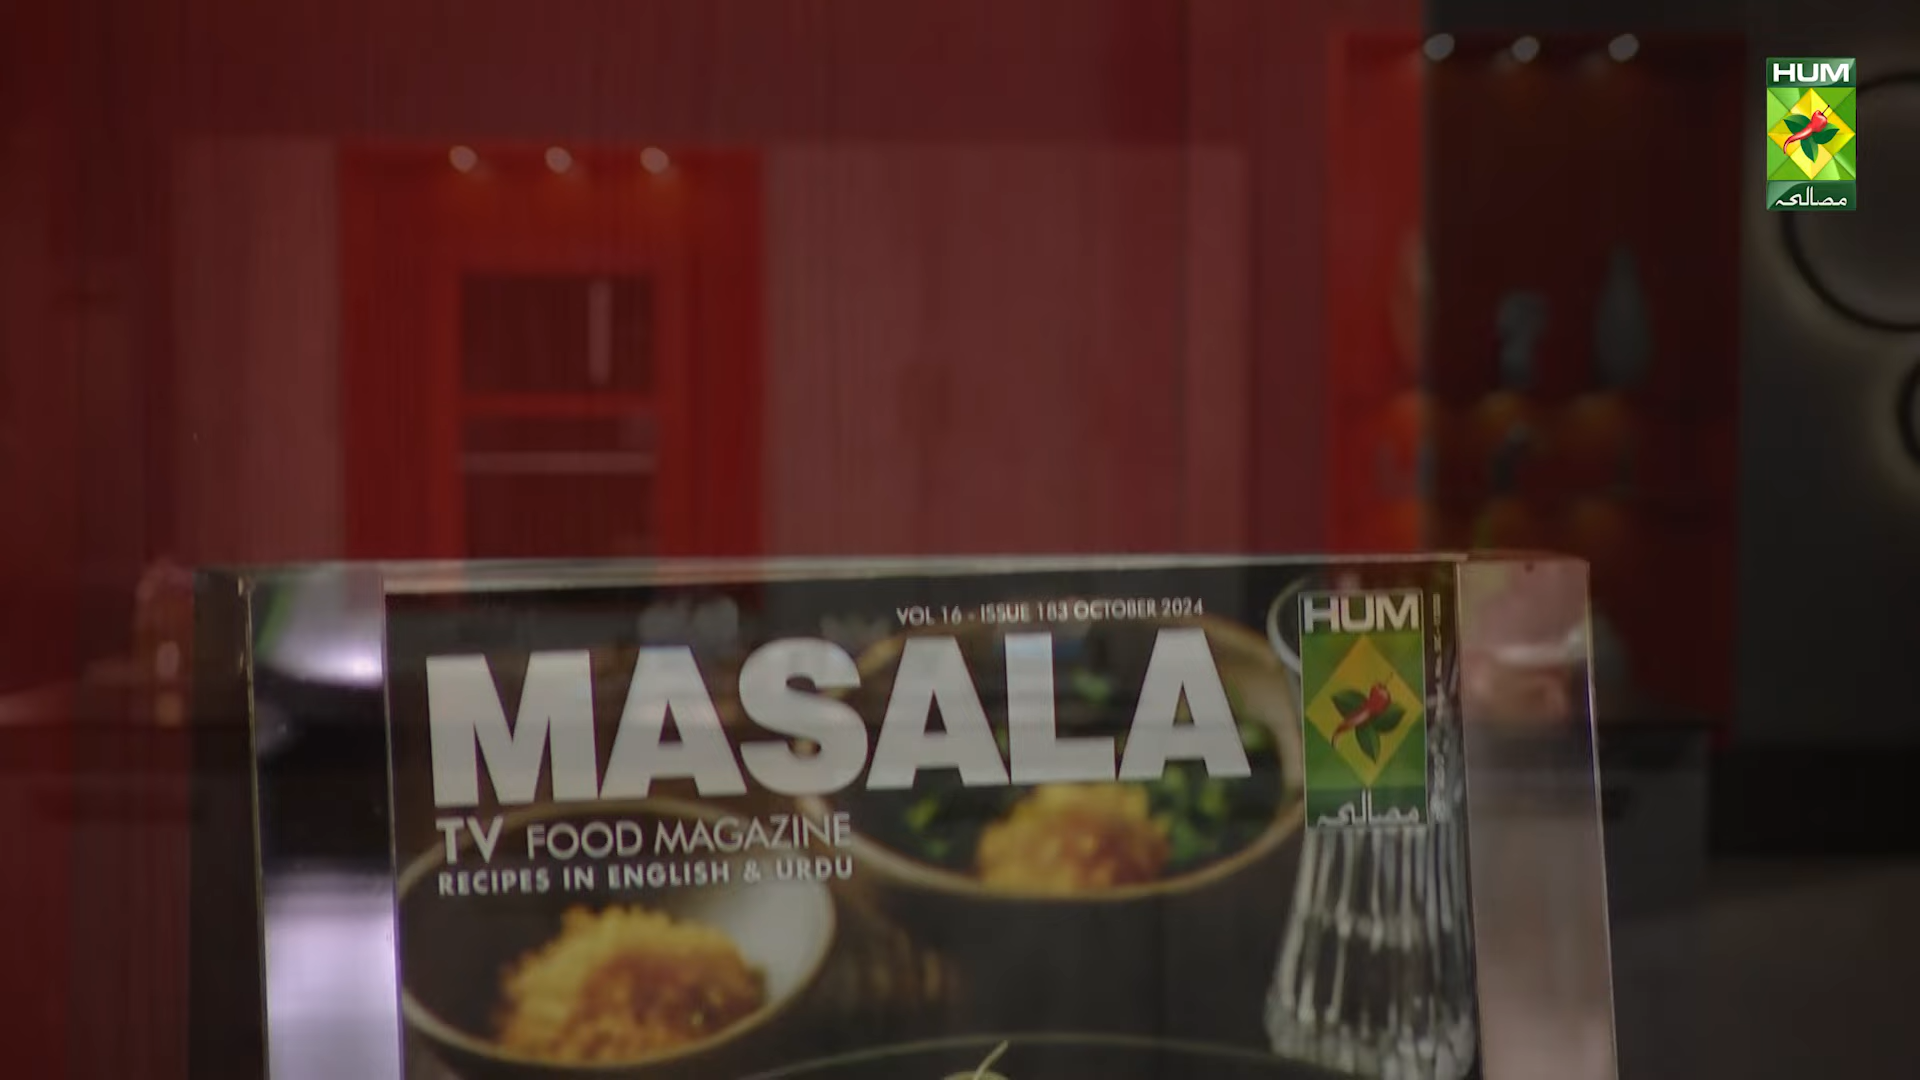 HUM
مصالحہ
VOL 16 - ISSUE 183 OCTOBER 2024
MASALA
HUM
مصالحہ
TV FOOD MAGAZINE
RECIPES IN ENGLISH & URDU